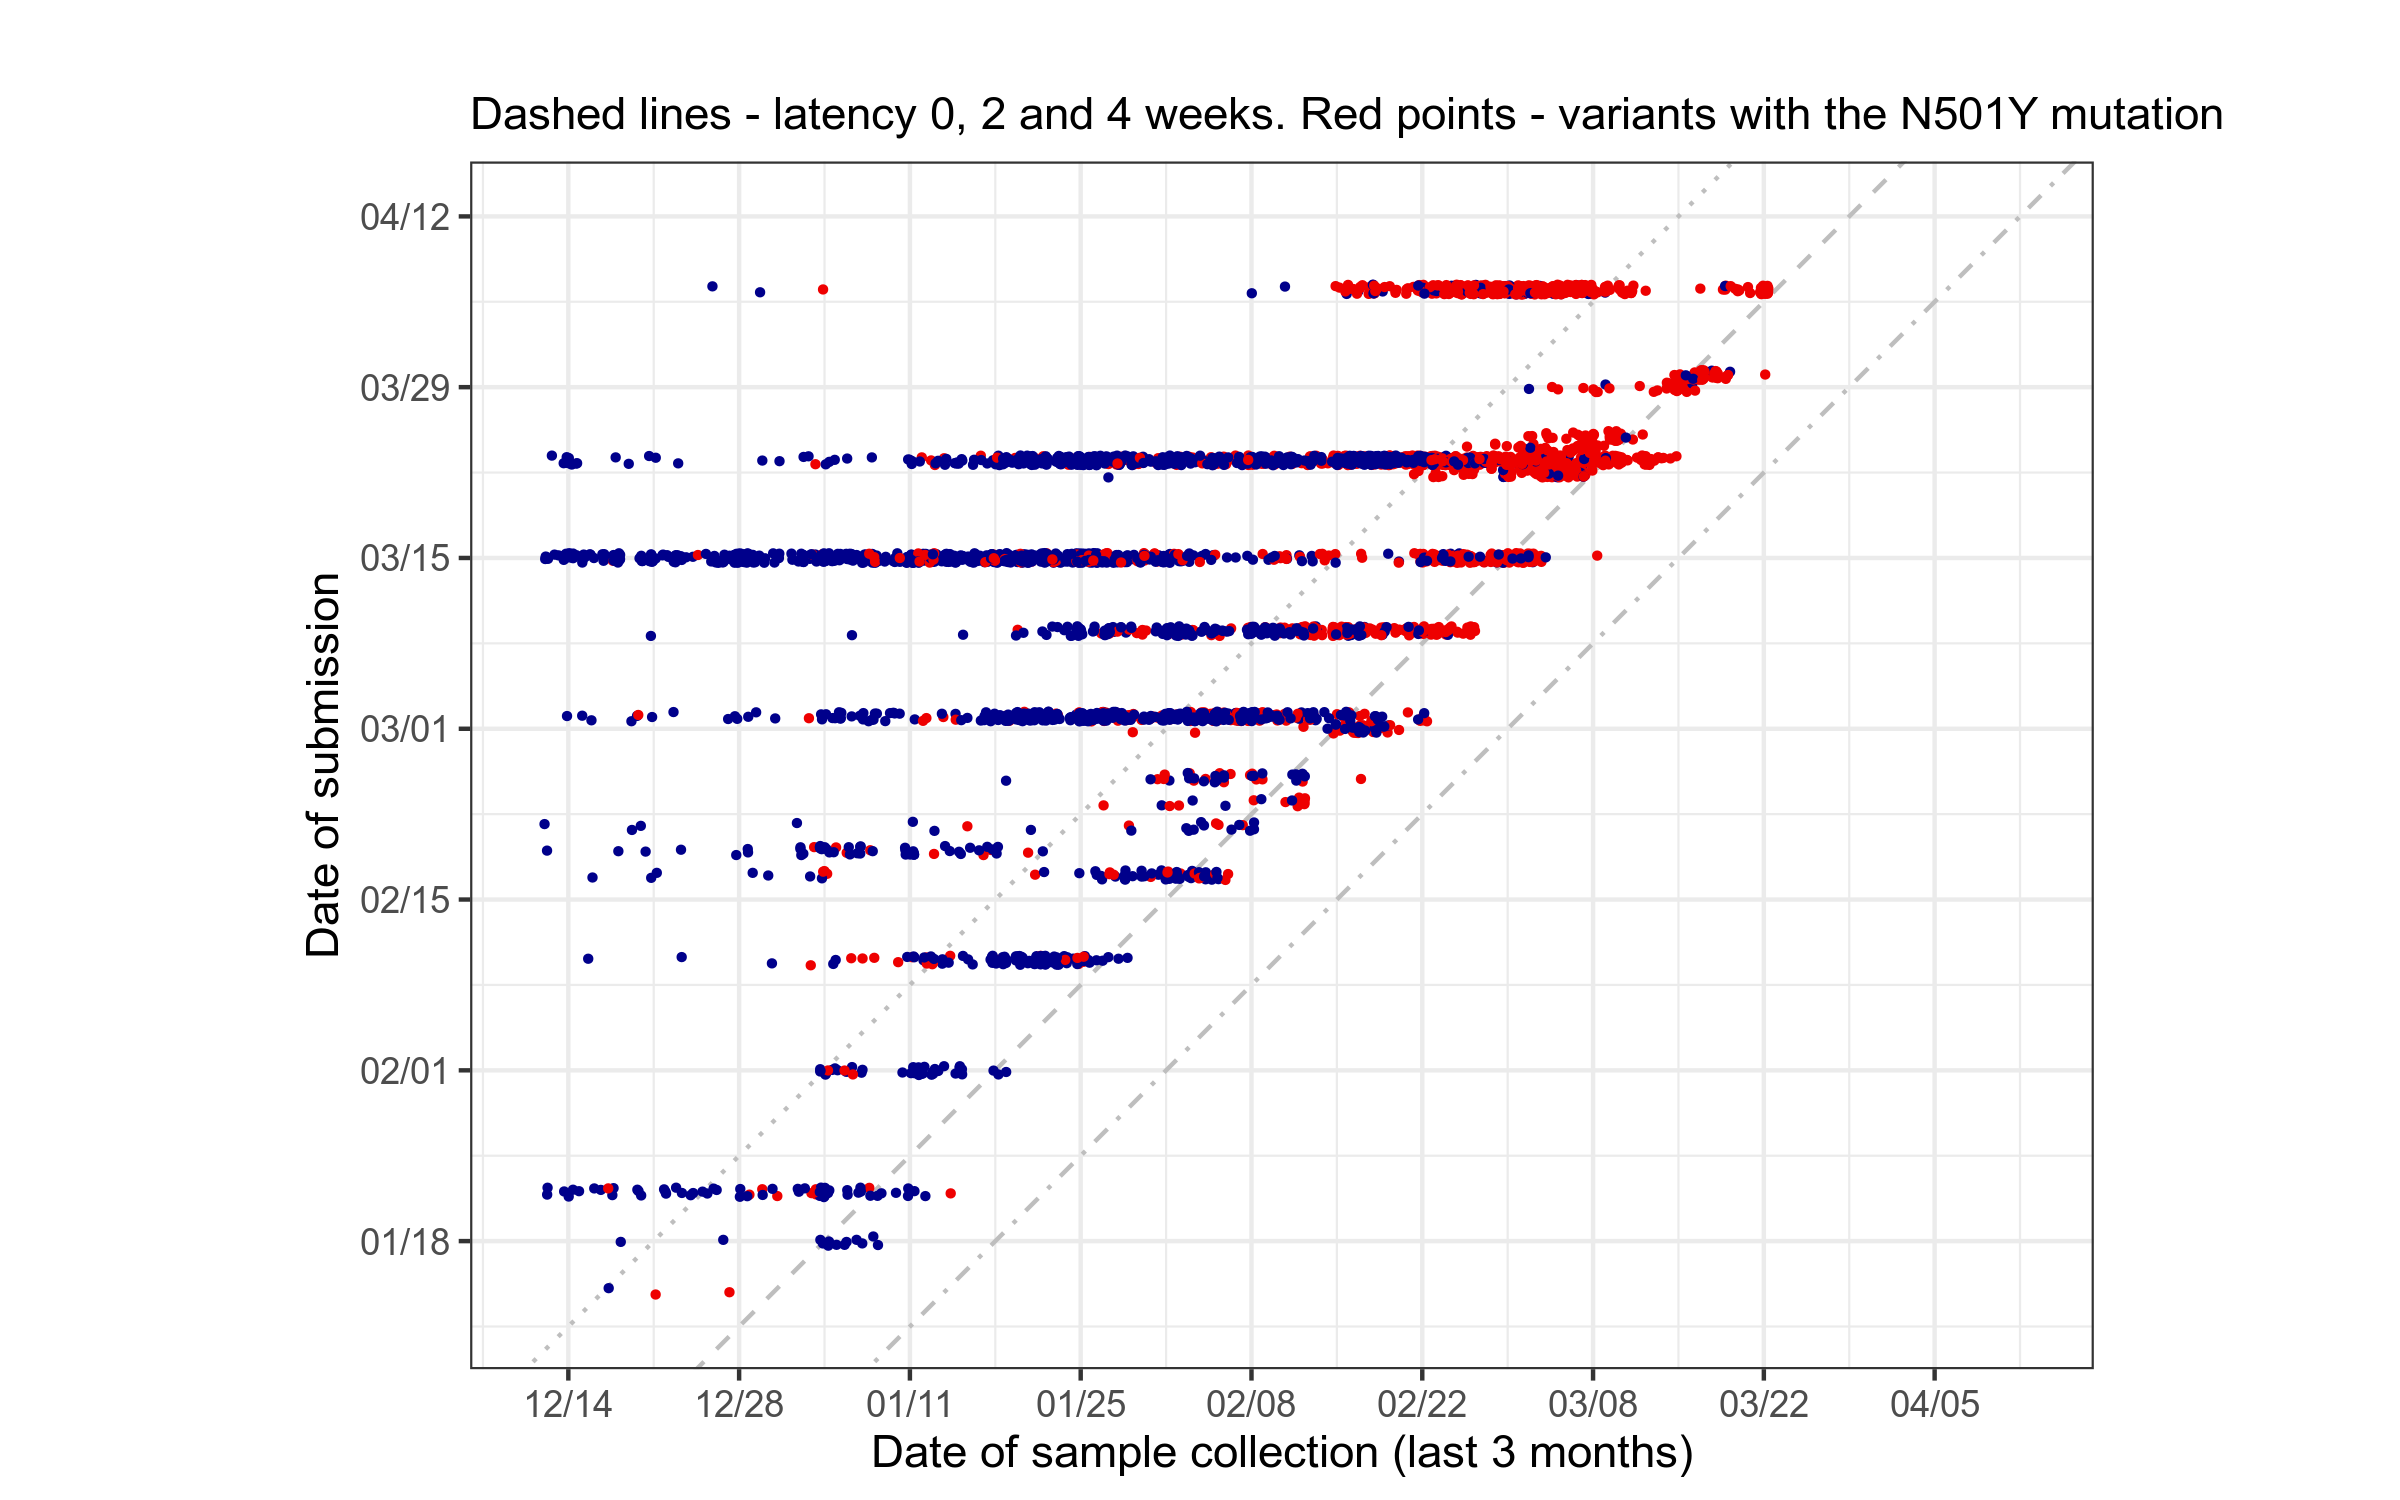 Dashed lines - latency 0, 2 and 4 weeks. Red points - variants with the N501Y mutation
04/12
03/29
03/15
03/01
02/15
02/01
01/18
Date of submission
12/14 12/28 01/11 01/25 02/08 02/22 03/08 03/22 04/05
Date of sample collection (last 3 months)